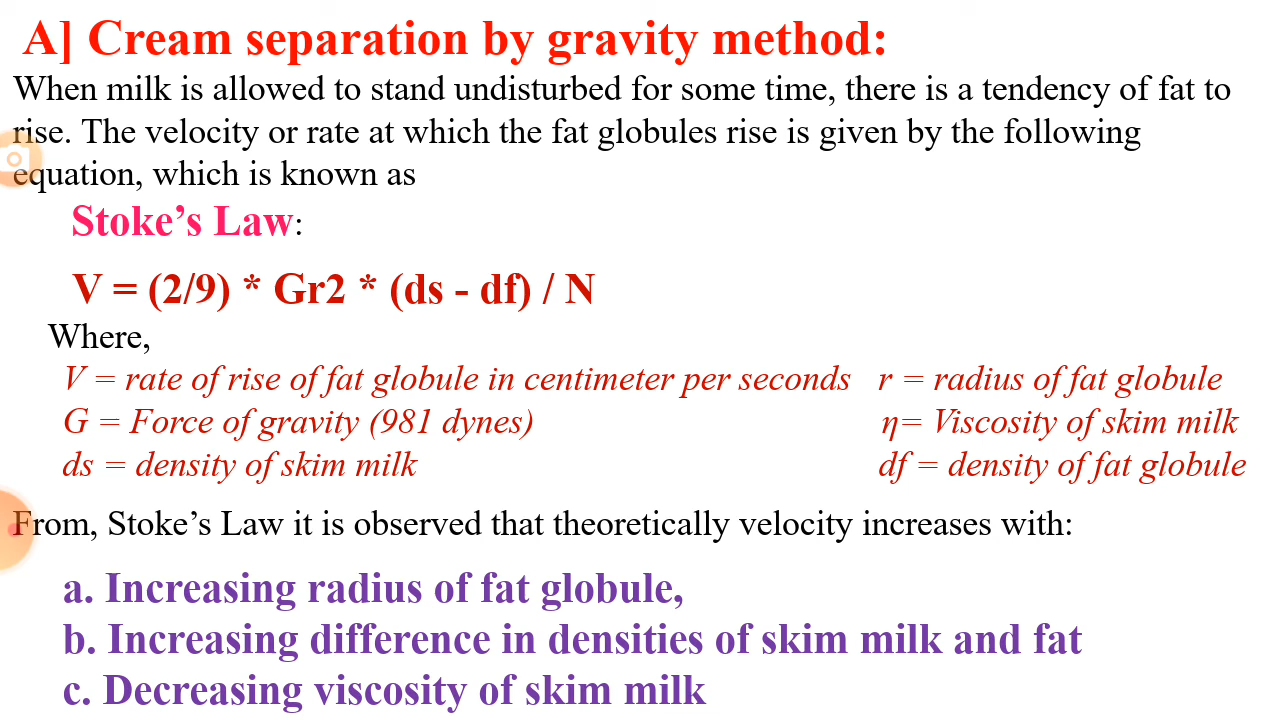 A] Cream separation by gravity method:
When milk is allowed to stand undisturbed for some time, there is a tendency of fat to
rise. The velocity or rate at which the fat globules rise is given by the following
equation, which is known as
Stoke’s Law:
V = (2/9) * Gr2 * (ds - df) / N
Where,
V = rate of rise of fat globule in centimeter per seconds r = radius of fat globule
G = Force of gravity (981 dynes) η= Viscosity of skim milk
ds = density of skim milk df = density of fat globule
From, Stoke’s Law it is observed that theoretically velocity increases with:
a. Increasing radius of fat globule,
b. Increasing difference in densities of skim milk and fat
c. Decreasing viscosity of skim milk